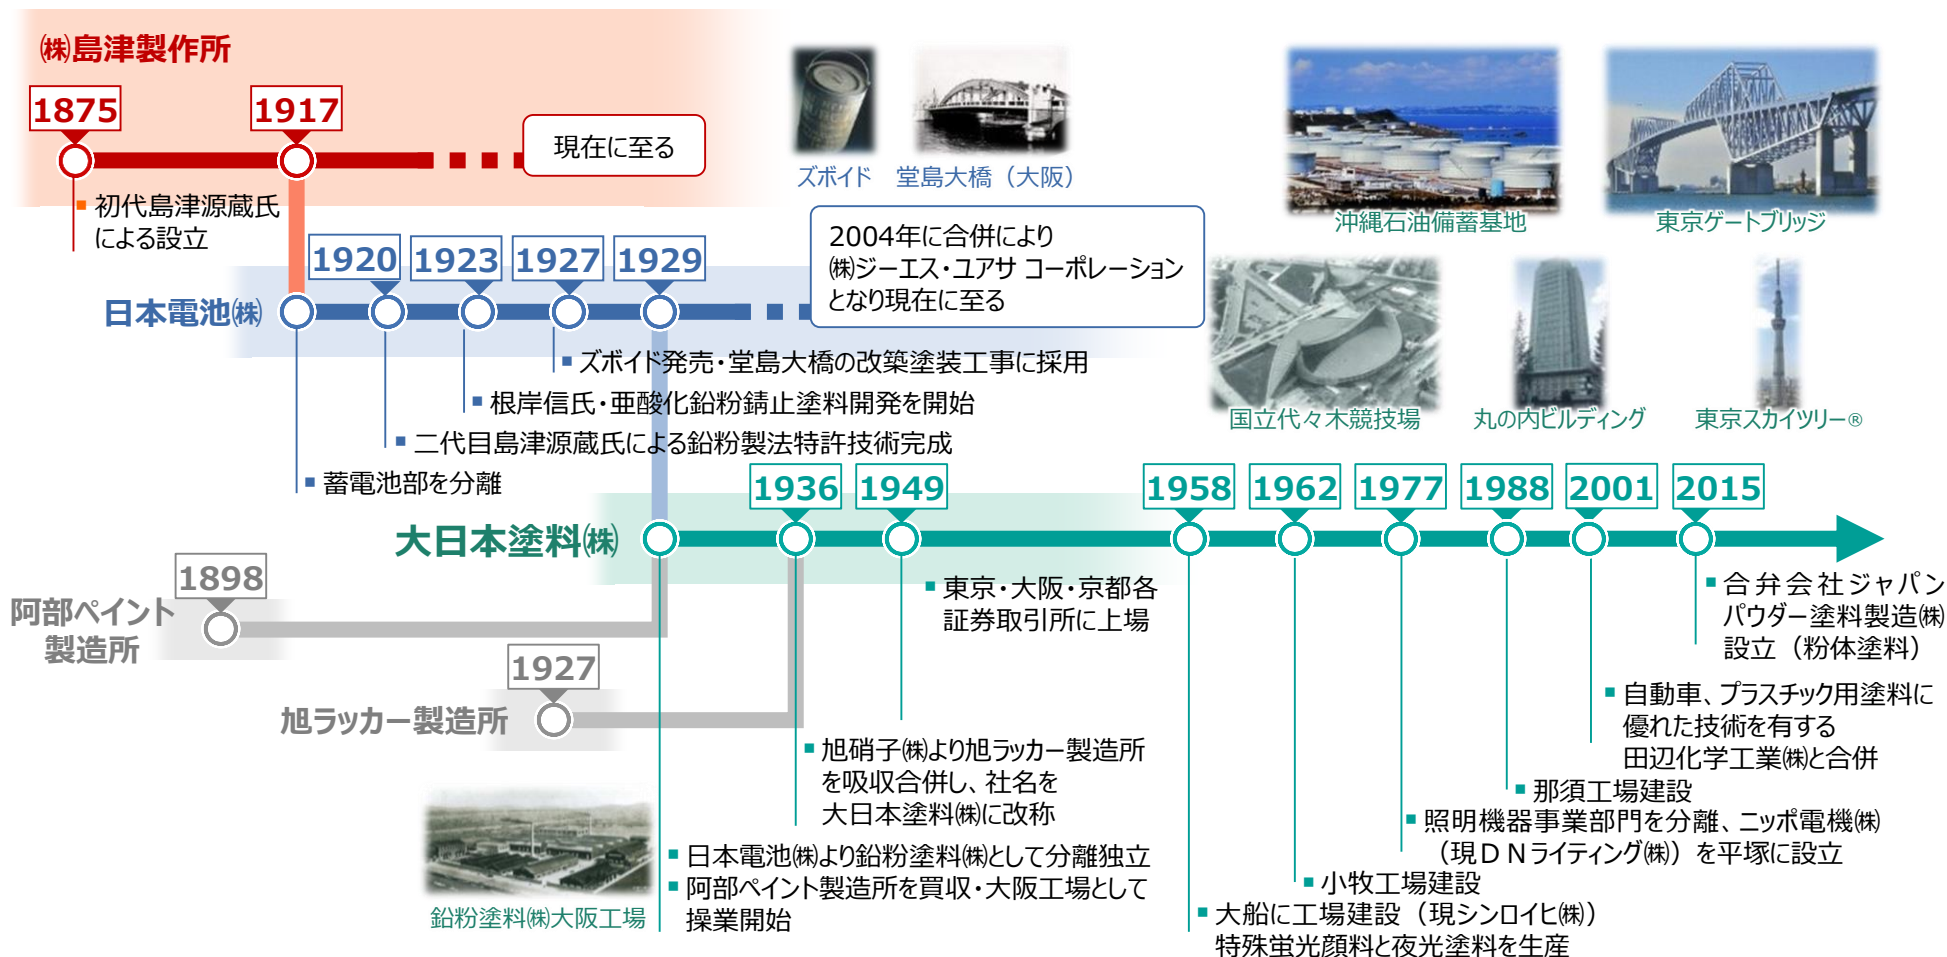 ㈱島津製作所
1875
1917
現在に至る
初代島津源蔵氏
による設立
ズボイド
堂島大橋（大阪）
沖縄石油備蓄基地
東京ゲートブリッジ
国立代々木競技場
丸の内ビルディング
東京スカイツリー®
日本電池㈱
1920
1923
1927
1929
2004年に合併により
㈱ジーエス・ユアサ コーポレーション
となり現在に至る
ズボイド発売・堂島大橋の改築塗装工事に採用
根岸信氏・亜酸化鉛粉錆止塗料開発を開始
二代目島津源蔵氏による鉛粉製法特許技術完成
蓄電池部を分離
大日本塗料㈱
1936
1949
1958
1962
1977
1988
2001
2015
阿部ペイント
製造所
1898
旭ラッカー製造所
1927
東京・大阪・京都各
証券取引所に上場
合弁会社ジャパン
パウダー塗料製造㈱
設立（粉体塗料）
自動車、プラスチック用塗料に
優れた技術を有する
田辺化学工業㈱と合併
旭硝子㈱より旭ラッカー製造所
を吸収合併し、社名を
大日本塗料㈱に改称
那須工場建設
照明機器事業部門を分離、ニッポ電機㈱
（現ＤＮライティング㈱）を平塚に設立
日本電池㈱より鉛粉塗料㈱として分離独立
阿部ペイント製造所を買収・大阪工場として
操業開始
小牧工場建設
大船に工場建設（現シンロイヒ㈱）
特殊蛍光顔料と夜光塗料を生産
鉛粉塗料㈱大阪工場